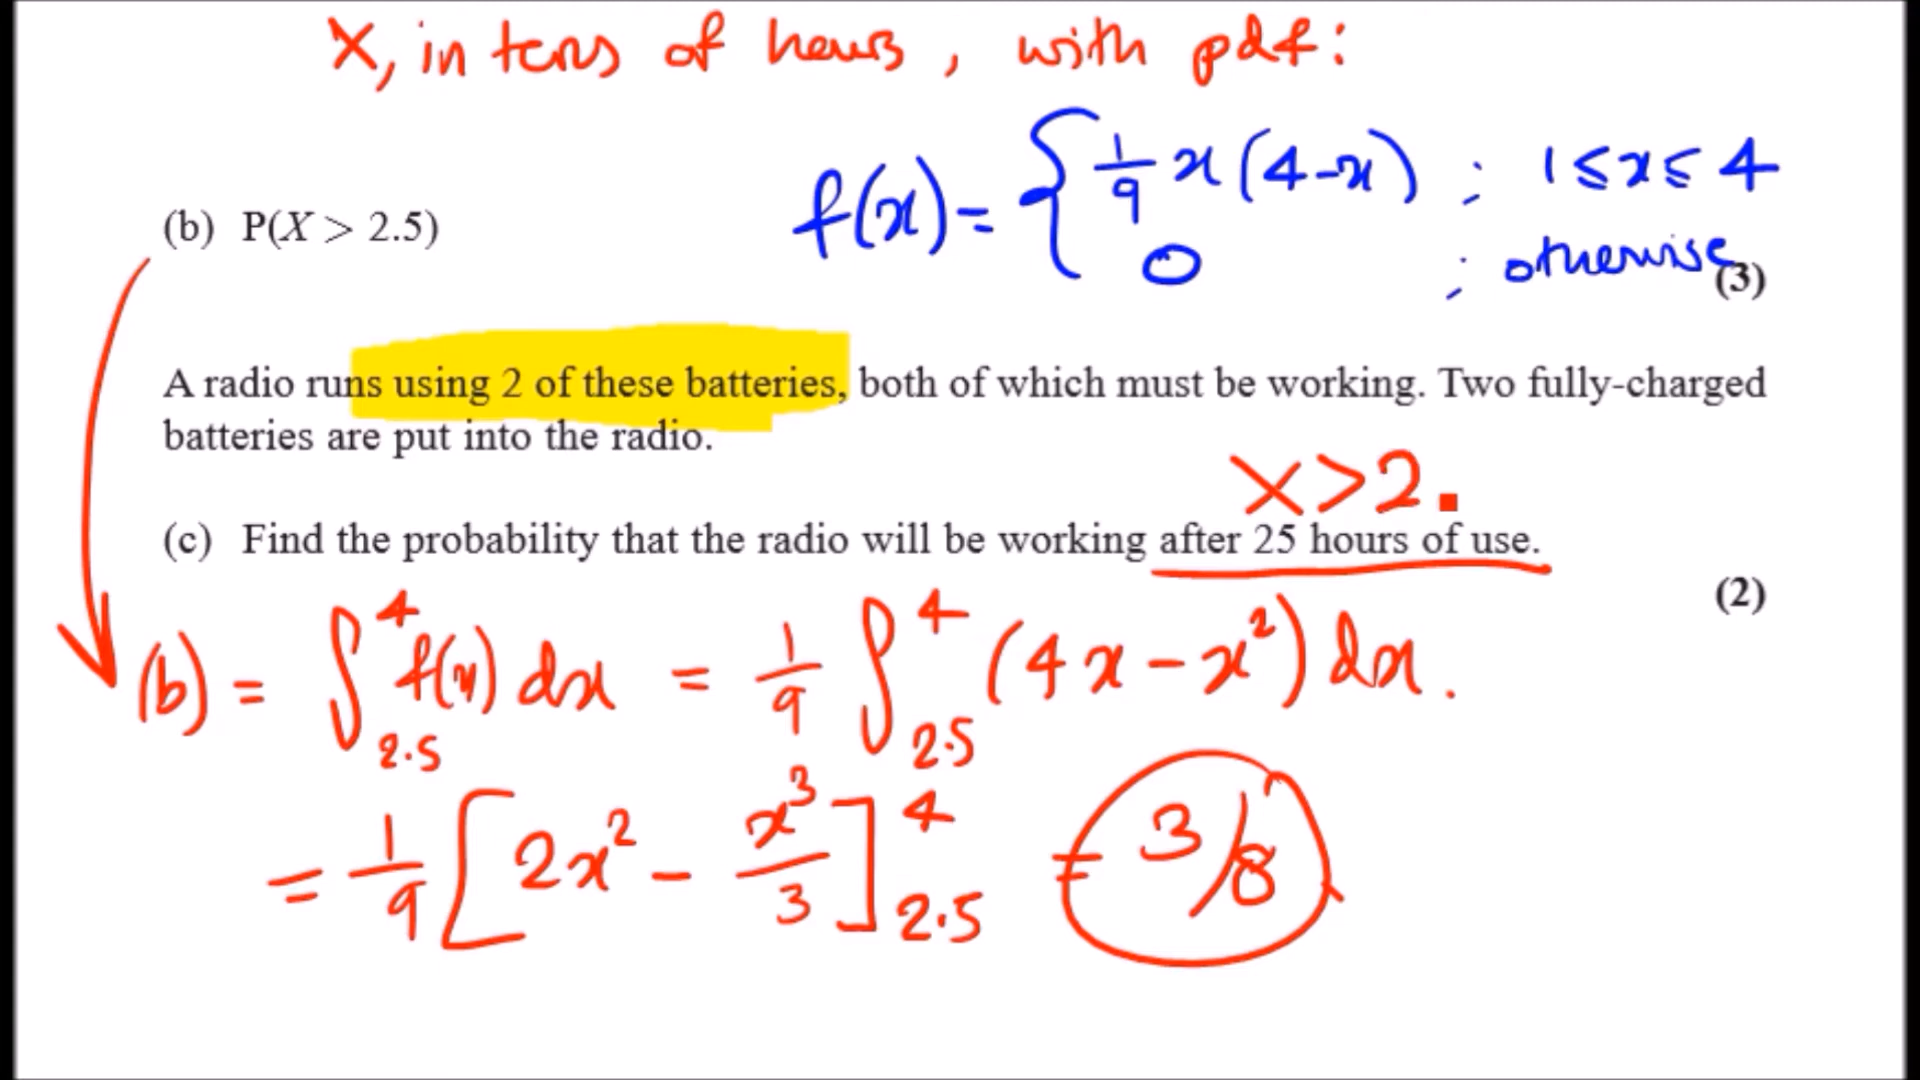 X, in tens of hours, with pdf:
f(x) = { 1/9 x(4-x) ; 1 ≤ x ≤ 4
0 ; otherwise
(b) P(X > 2.5)
(3)
A radio runs using 2 of these batteries, both of which must be working. Two fully-charged
batteries are put into the radio.
X > 2.
(c) Find the probability that the radio will be working after 25 hours of use.
(2)
(b) = ∫_{2.5}^{4} f(x) dx = 1/9 ∫_{2.5}^{4} (4x - x²) dx.
= 1/9 [2x² - x³/3]_{2.5}^{4} = 3/8